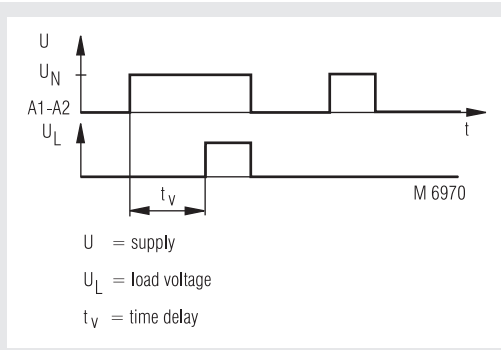 U
U_N
A1-A2
t
U_L
t_v
M 6970
U = supply
U_L = load voltage
t_v = time delay